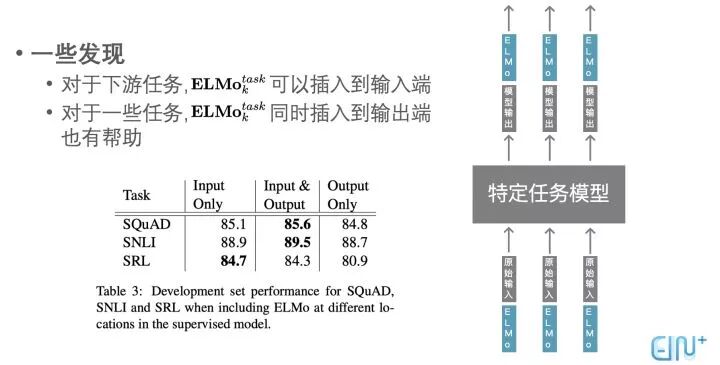 • 一些发现
• 对于下游任务, ELMo_k^{task} 可以插入到输入端
• 对于一些任务, ELMo_k^{task} 同时插入到输出端
也有帮助
Task | Input Only | Input & Output | Output Only
SQuAD | 85.1 | 85.6 | 84.8
SNLI | 88.9 | 89.5 | 88.7
SRL | 84.7 | 84.3 | 80.9
Table 3: Development set performance for SQuAD,
SNLI and SRL when including ELMo at different lo-
cations in the supervised model.
ELMo ELMo ELMo
模型输出 模型输出 模型输出
特定任务模型
原始输入 原始输入 原始输入
ELMo ELMo ELMo
EIN+